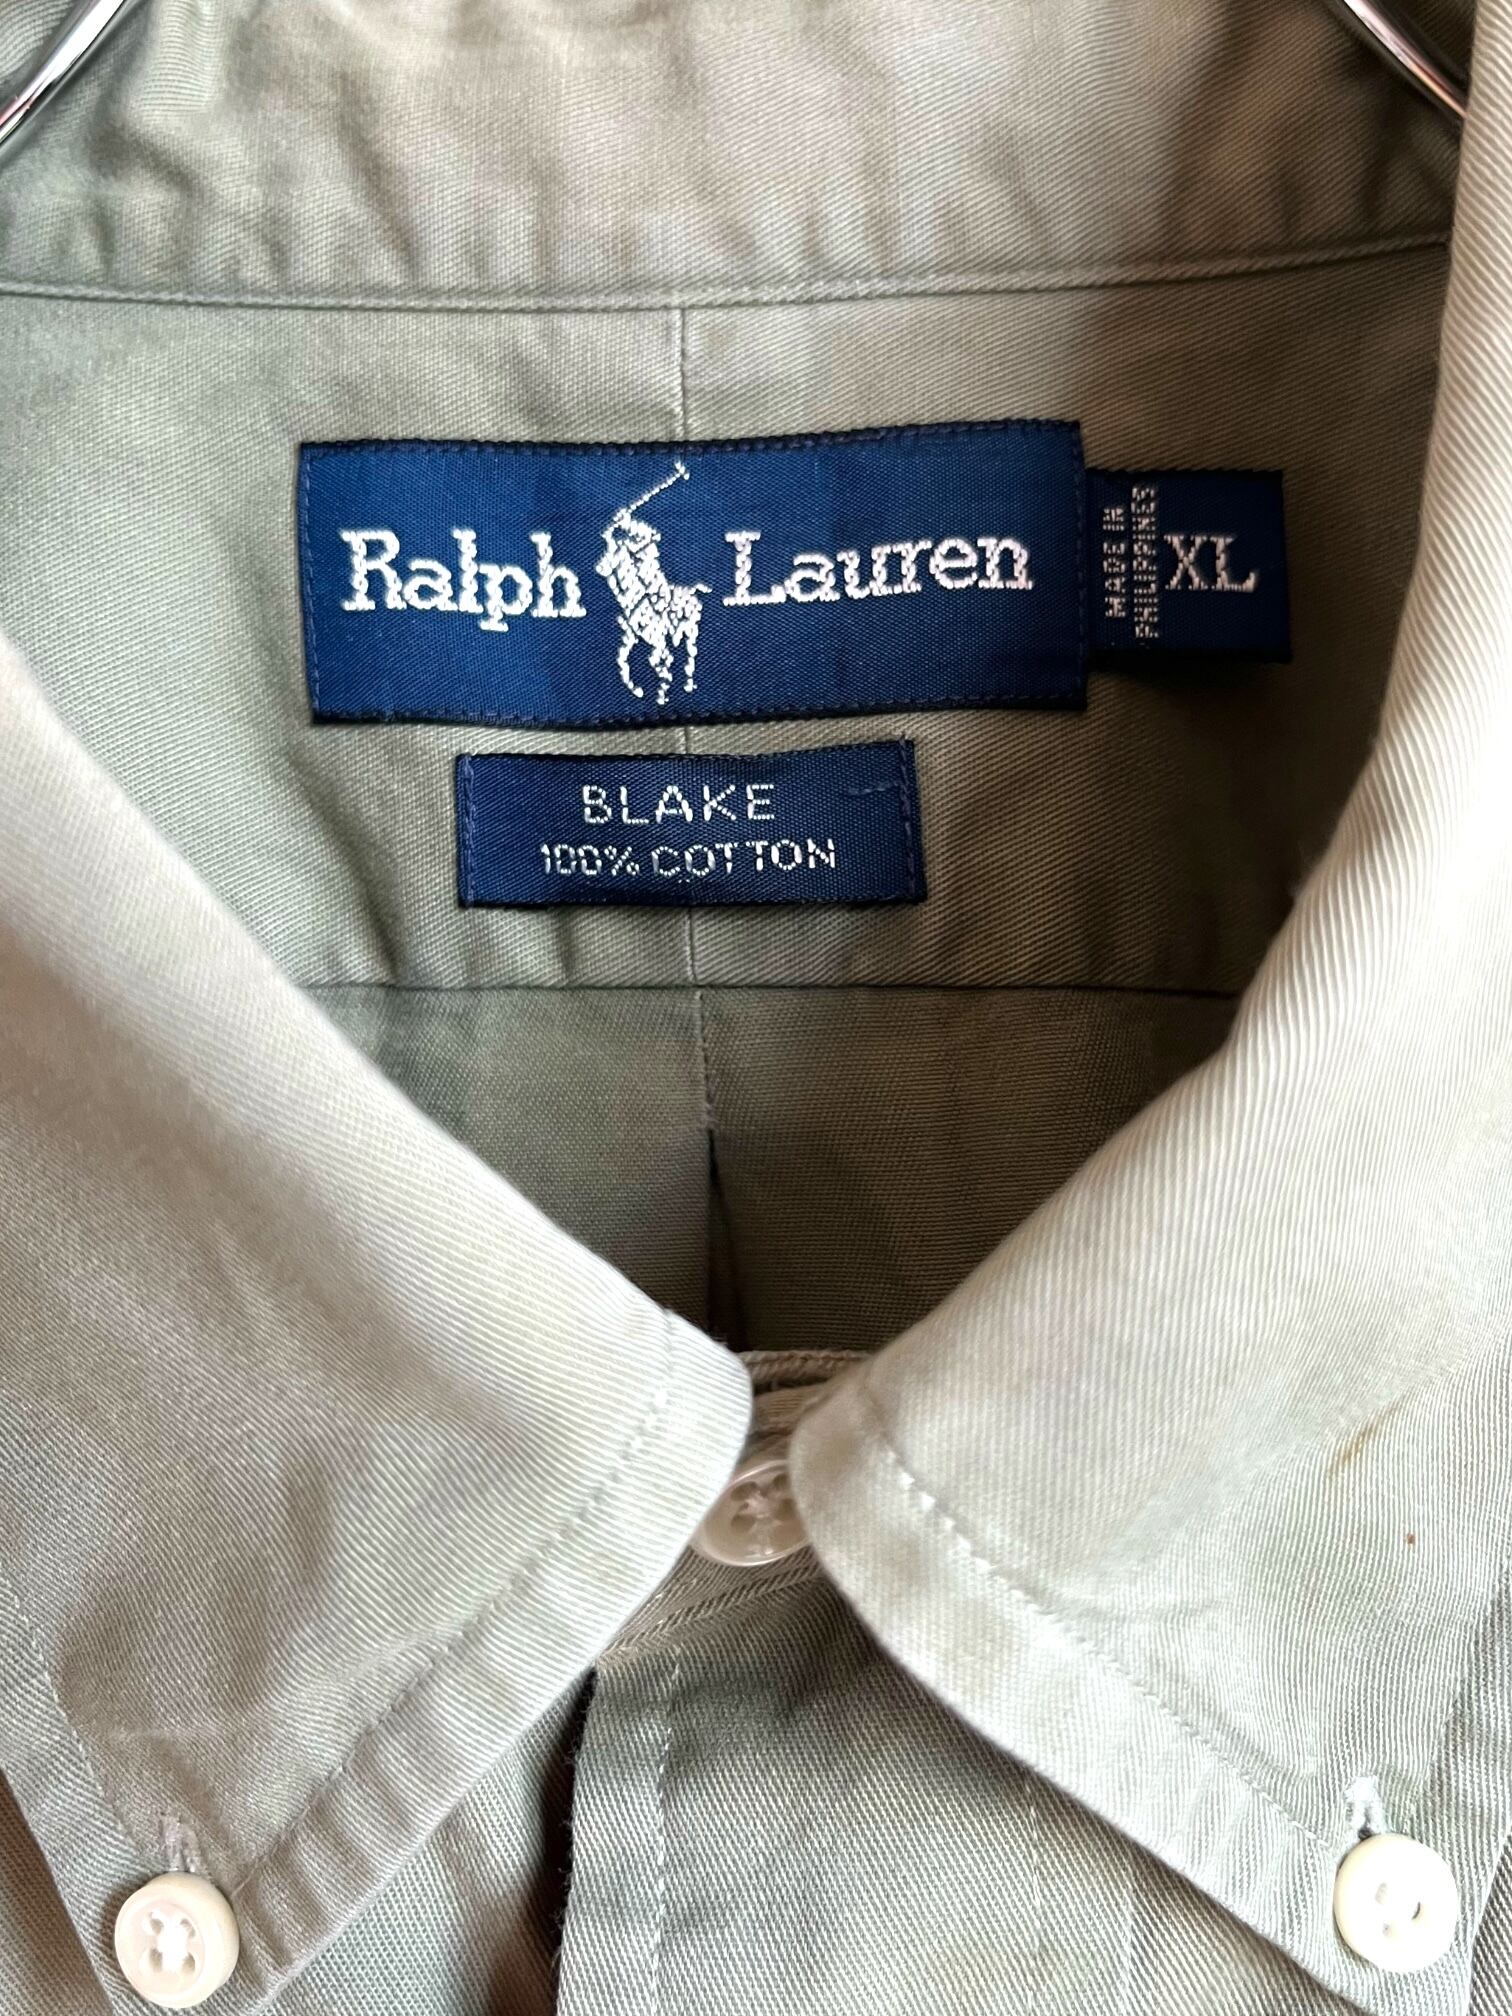 Ralph Lauren
MADE IN
PHILIPPINES
XL
BLAKE
100% COTTON